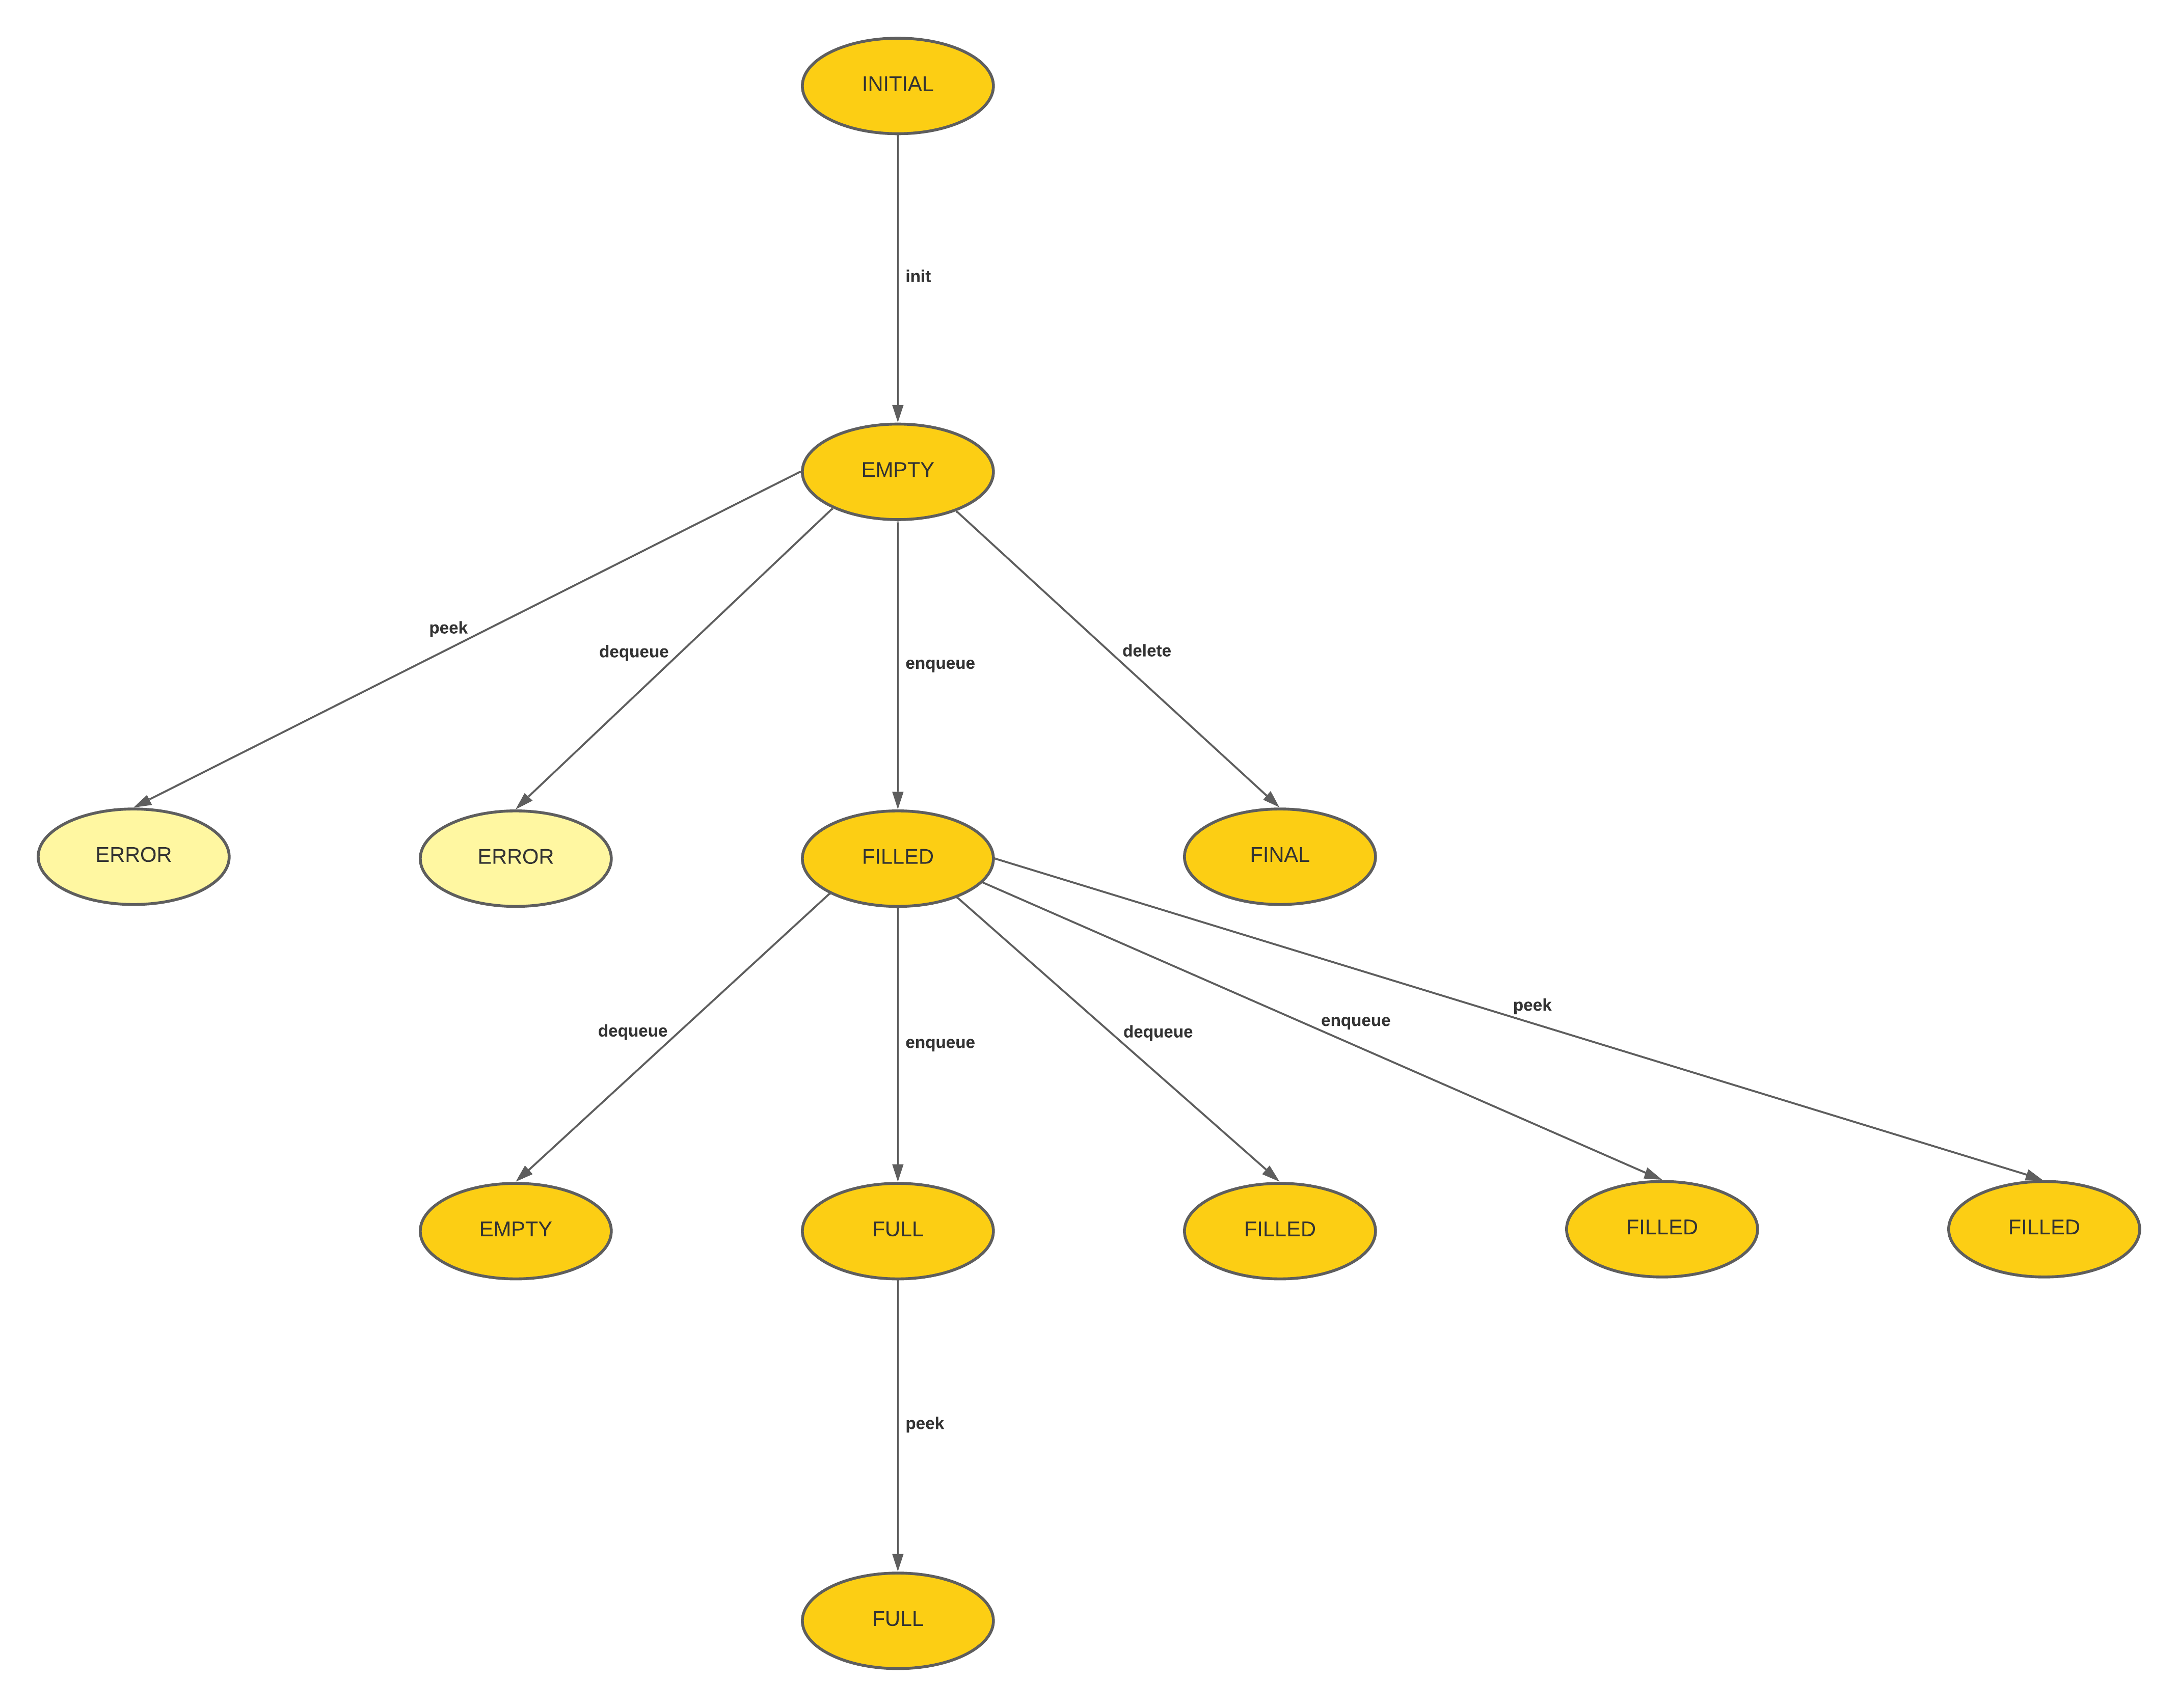 INITIAL
init
EMPTY
peek
dequeue
enqueue
delete
ERROR
ERROR
FILLED
FINAL
dequeue
enqueue
dequeue
enqueue
peek
EMPTY
FULL
FILLED
FILLED
FILLED
peek
FULL